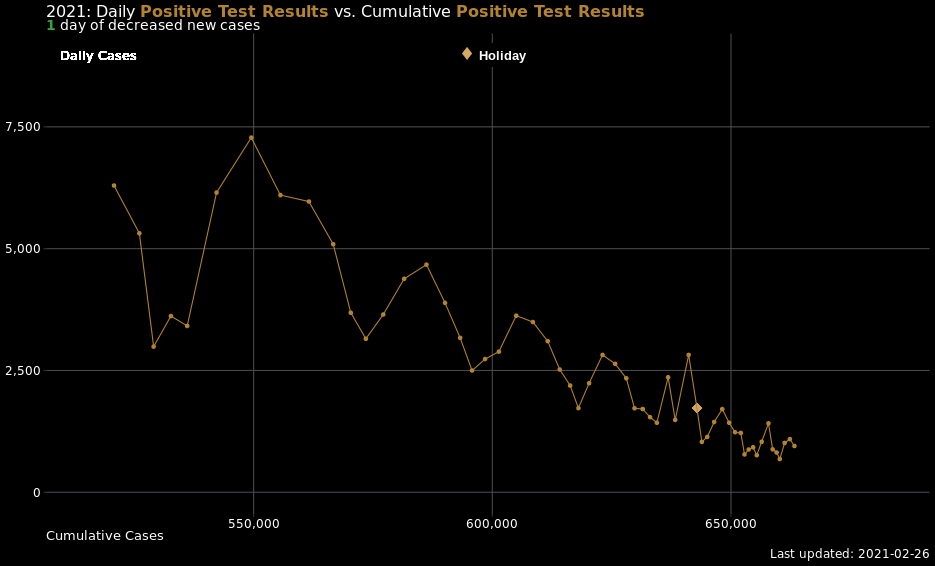 2021: Daily Positive Test Results vs. Cumulative Positive Test Results
1 day of decreased new cases
Daily Cases
Holiday
7,500
5,000
2,500
0
550,000
600,000
650,000
Cumulative Cases
Last updated: 2021-02-26